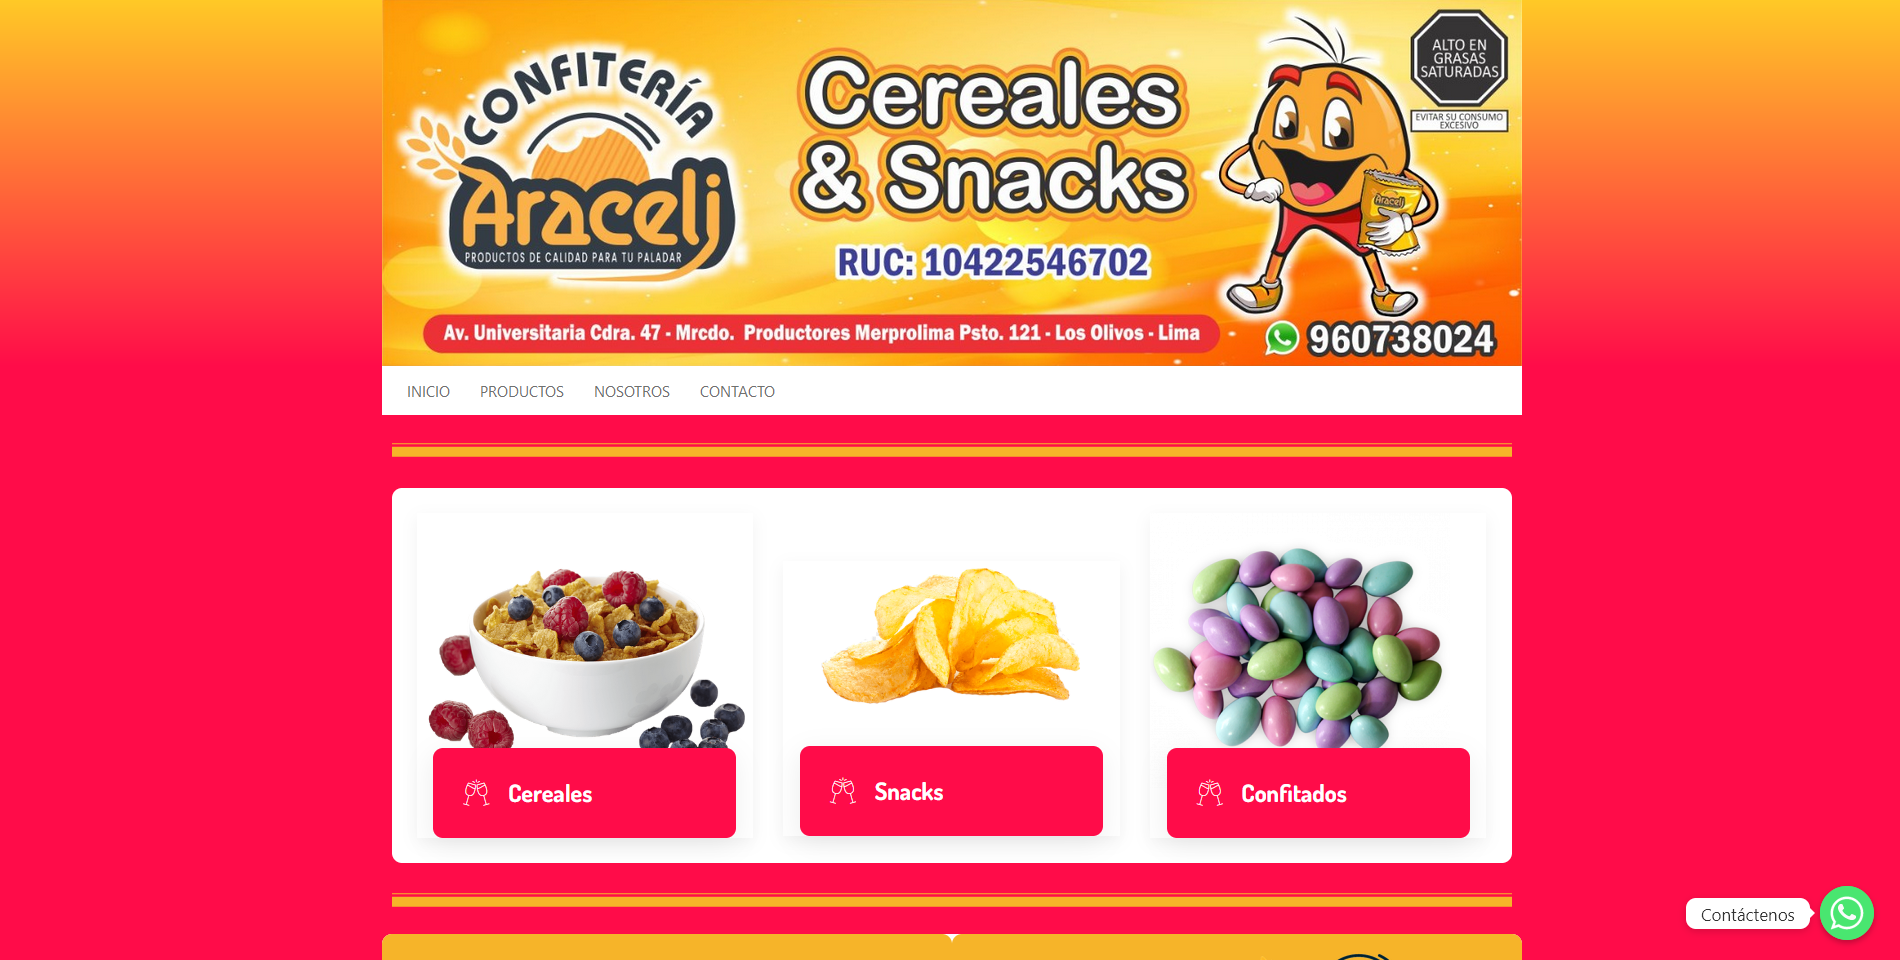 CONFITERÍA
Araceli
PRODUCTOS DE CALIDAD PARA TU PALADAR
Cereales
& Snacks
RUC: 10422546702
ALTO EN
GRASAS
SATURADAS
EVITAR SU CONSUMO
EXCESIVO
Araceli
Av. Universitaria Cdra. 47 - Mrcdo. Productores Merprolima Psto. 121 - Los Olivos - Lima
960738024
INICIO PRODUCTOS NOSOTROS CONTACTO
Cereales
Snacks
Confitados
Contáctenos